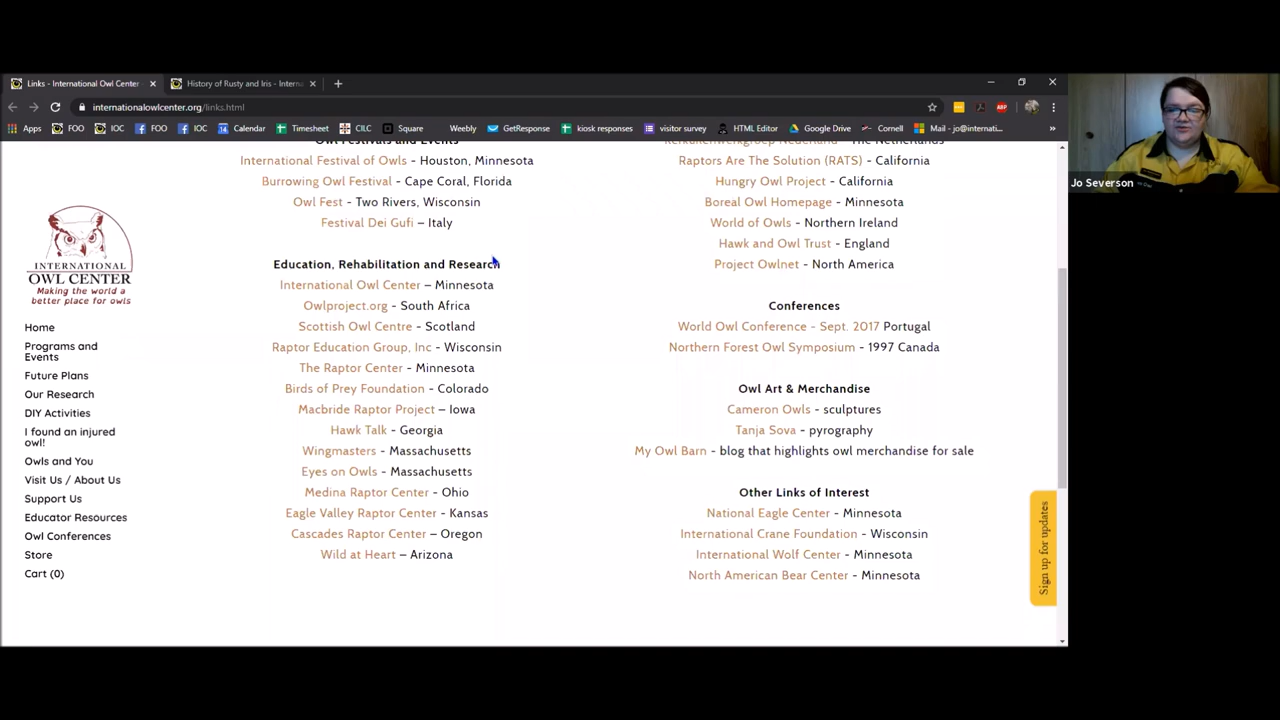 Links - International Owl Center
History of Rusty and Iris - Interna
internationalowlcenter.org/links.html
Apps
FOO
IOC
FOO
IOC
Calendar
Timesheet
CILC
Square
Weekly
GetResponse
kiosk responses
visitor survey
HTML Editor
Google Drive
Cornell
Mail - jo@internati...
INTERNATIONAL
OWL CENTER
Making the world a
better place for owls
Home
Programs and
Events
Future Plans
Our Research
DIY Activities
I found an injured
owl!
Owls and You
Visit Us / About Us
Support Us
Educator Resources
Owl Conferences
Store
Cart (0)
Owl Festivals and Events
International Festival of Owls - Houston, Minnesota
Burrowing Owl Festival - Cape Coral, Florida
Owl Fest - Two Rivers, Wisconsin
Festival Dei Gufi – Italy
Education, Rehabilitation and Research
International Owl Center – Minnesota
Owlproject.org - South Africa
Scottish Owl Centre - Scotland
Raptor Education Group, Inc - Wisconsin
The Raptor Center - Minnesota
Birds of Prey Foundation - Colorado
Macbride Raptor Project – Iowa
Hawk Talk - Georgia
Wingmasters - Massachusetts
Eyes on Owls - Massachusetts
Medina Raptor Center - Ohio
Eagle Valley Raptor Center - Kansas
Cascades Raptor Center – Oregon
Wild at Heart – Arizona
Kerkuilenwerkgroep Nederland - The Netherlands
Raptors Are The Solution (RATS) - California
Hungry Owl Project - California
Boreal Owl Homepage - Minnesota
World of Owls - Northern Ireland
Hawk and Owl Trust - England
Project Owlnet - North America
Conferences
World Owl Conference - Sept. 2017 Portugal
Northern Forest Owl Symposium - 1997 Canada
Owl Art & Merchandise
Cameron Owls - sculptures
Tanja Sova - pyrography
My Owl Barn - blog that highlights owl merchandise for sale
Other Links of Interest
National Eagle Center - Minnesota
International Crane Foundation - Wisconsin
International Wolf Center - Minnesota
North American Bear Center - Minnesota
Sign up for updates
Jo Severson